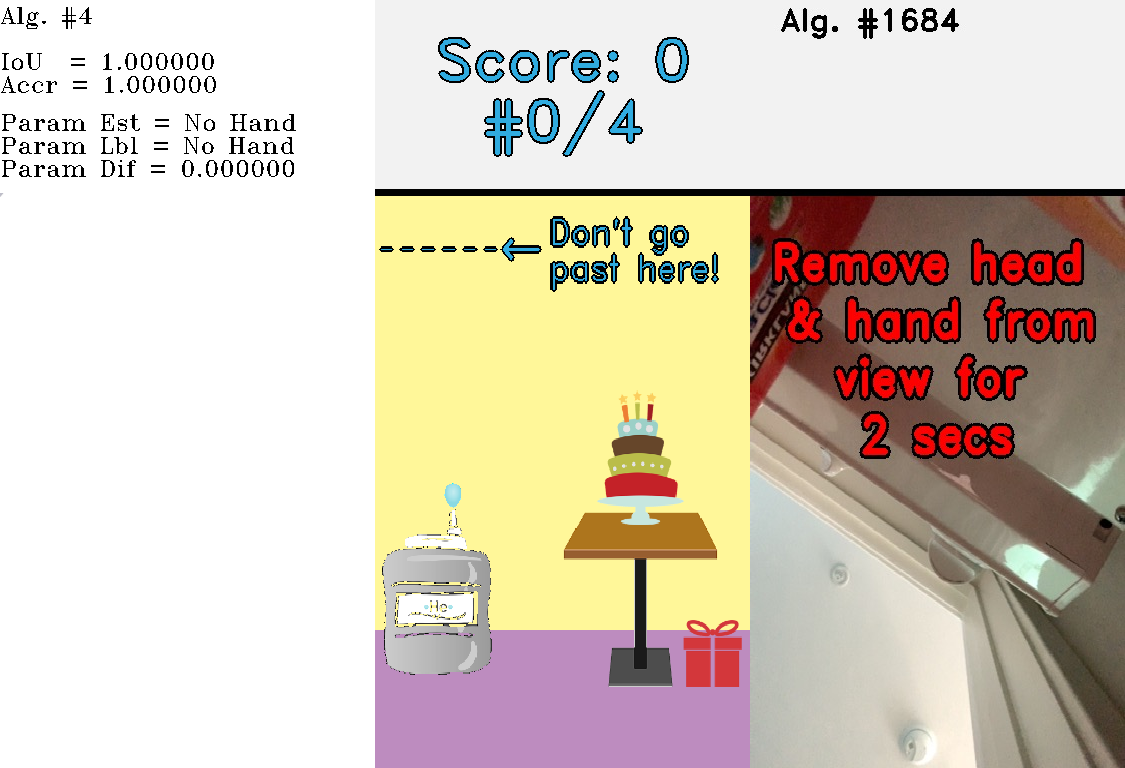 Alg. #4
IoU = 1.000000
Accr = 1.000000
Param Est = No Hand
Param Lbl = No Hand
Param Dif = 0.000000
Score: 0
#0/4
Alg. #1684
Don't go
past here!
Remove head
& hand from
view for
2 secs